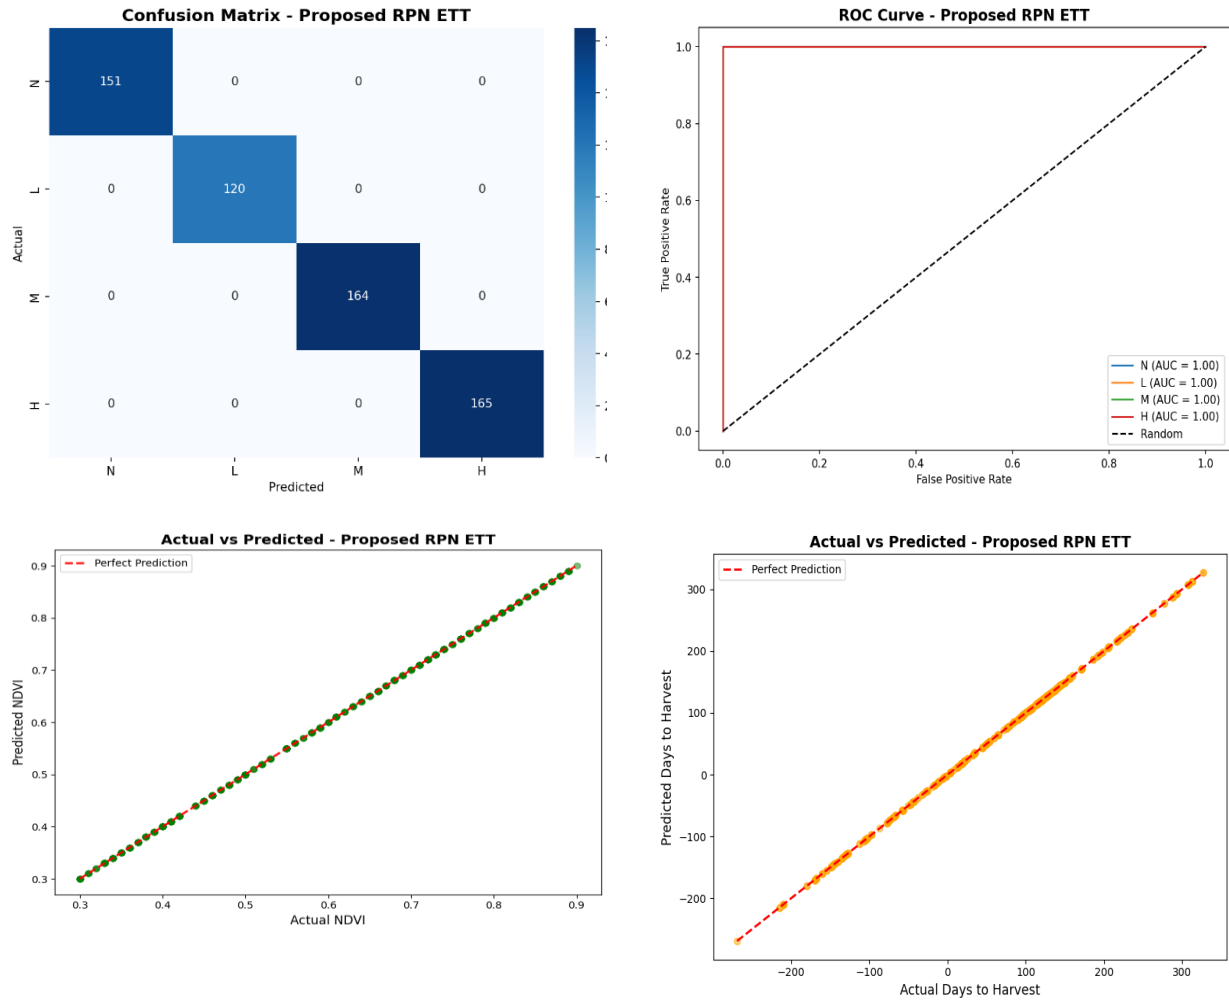 Confusion Matrix - Proposed RPN ETT
N
151
0
0
0
L
0
120
0
0
M
0
0
164
0
H
0
0
0
165
Actual
N
L
M
H
Predicted
0
ROC Curve - Proposed RPN ETT
1.0
0.8
0.6
0.4
0.2
0.0
True Positive Rate
N (AUC = 1.00)
L (AUC = 1.00)
M (AUC = 1.00)
H (AUC = 1.00)
Random
0.0 0.2 0.4 0.6 0.8 1.0
False Positive Rate
Actual vs Predicted - Proposed RPN ETT
Perfect Prediction
0.9
0.8
0.7
0.6
0.5
0.4
0.3
Predicted NDVI
0.3 0.4 0.5 0.6 0.7 0.8 0.9
Actual NDVI
Actual vs Predicted - Proposed RPN ETT
Perfect Prediction
300
200
100
0
−100
−200
Predicted Days to Harvest
−200 −100 0 100 200 300
Actual Days to Harvest